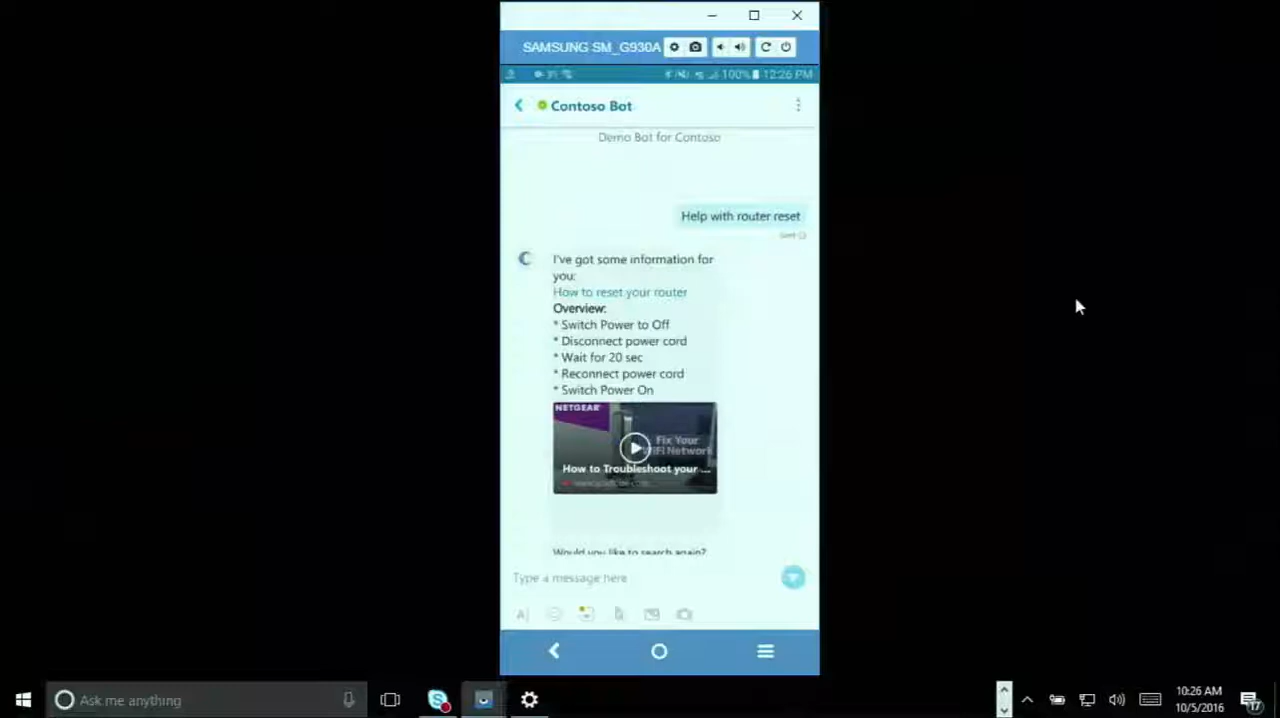 SAMSUNG SM_G930A
100% 12:26 PM
Contoso Bot
Demo Bot for Contoso
Help with router reset
I've got some information for
you:
How to reset your router
Overview:
* Switch Power to Off
* Disconnect power cord
* Wait for 20 sec
* Reconnect power cord
* Switch Power On
NETGEAR
Fix Your
WiFi Network
How to Troubleshoot your ...
Would you like to search again?
Type a message here
Ask me anything
10:26 AM
10/5/2016
17